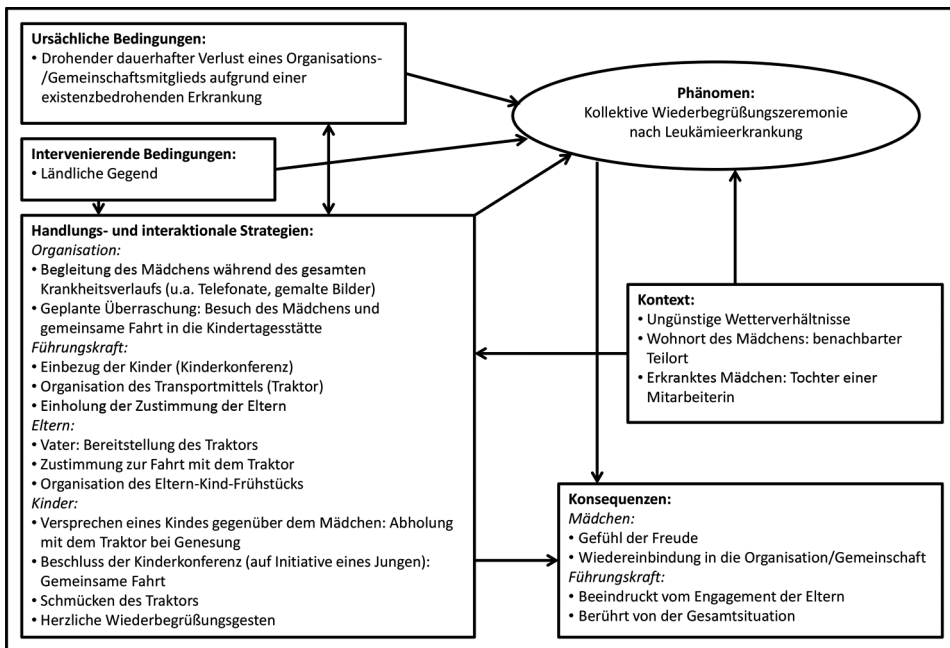 Ursächliche Bedingungen:
• Drohender dauerhafter Verlust eines Organisations-
/Gemeinschaftsmitglieds aufgrund einer
existenzbedrohenden Erkrankung
Phänomen:
Kollektive Wiederbegrüßungszeremonie
nach Leukämieerkrankung
Intervenierende Bedingungen:
• Ländliche Gegend
Handlungs- und interaktionale Strategien:
Organisation:
• Begleitung des Mädchens während des gesamten
Krankheitsverlaufs (u.a. Telefonate, gemalte Bilder)
• Geplante Überraschung: Besuch des Mädchens und
gemeinsame Fahrt in die Kindertagesstätte
Führungskraft:
• Einbezug der Kinder (Kinderkonferenz)
• Organisation des Transportmittels (Traktor)
• Einholung der Zustimmung der Eltern
Eltern:
• Vater: Bereitstellung des Traktors
• Zustimmung zur Fahrt mit dem Traktor
• Organisation des Eltern-Kind-Frühstücks
Kinder:
• Versprechen eines Kindes gegenüber dem Mädchen: Abholung
mit dem Traktor bei Genesung
• Beschluss der Kinderkonferenz (auf Initiative eines Jungen):
Gemeinsame Fahrt
• Schmücken des Traktors
• Herzliche Wiederbegrüßungsgesten
Kontext:
• Ungünstige Wetterverhältnisse
• Wohnort des Mädchens: benachbarter
Teilort
• Erkranktes Mädchen: Tochter einer
Mitarbeiterin
Konsequenzen:
Mädchen:
• Gefühl der Freude
• Wiedereinbindung in die Organisation/Gemeinschaft
Führungskraft:
• Beeindruckt vom Engagement der Eltern
• Berührt von der Gesamtsituation